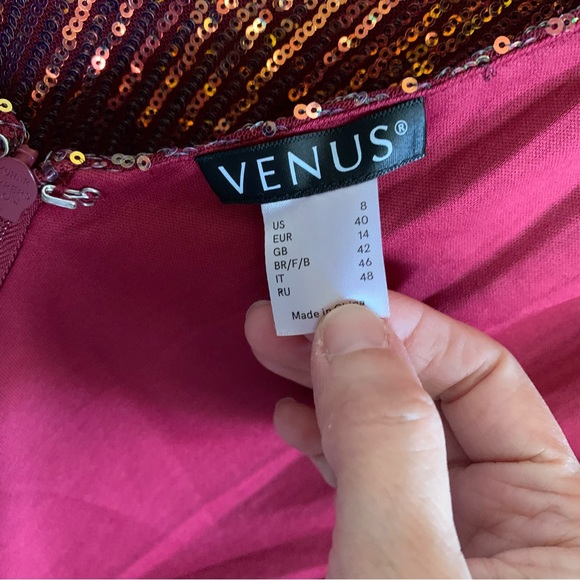 VENUS®
US 8
EUR 40
GB 14
BR/F/B 42
IT 46
RU 48
Made in